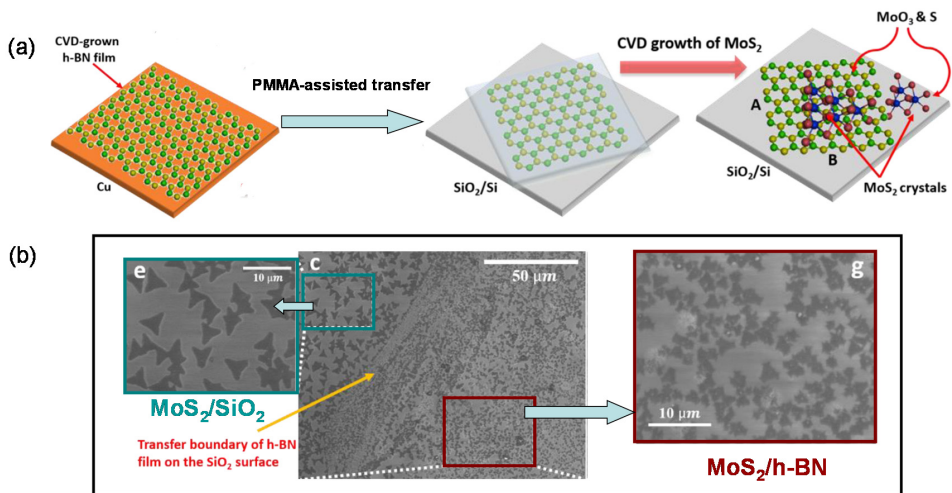 (a)
CVD-grown
h-BN film
Cu
PMMA-assisted transfer
SiO₂/Si
CVD growth of MoS₂
MoO₃ & S
A
B
SiO₂/Si
MoS₂ crystals
(b)
e
10 μm
c
50 μm
g
10 μm
MoS₂/SiO₂
Transfer boundary of h-BN
film on the SiO₂ surface
MoS₂/h-BN